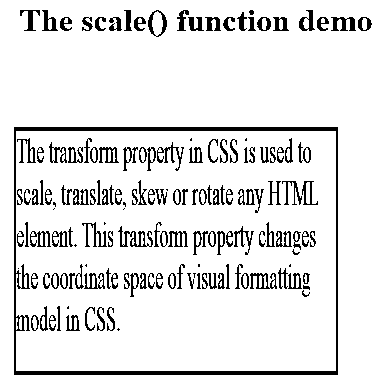 The scale() function demo
The transform property in CSS is used to
scale, translate, skew or rotate any HTML
element. This transform property changes
the coordinate space of visual formatting
model in CSS.